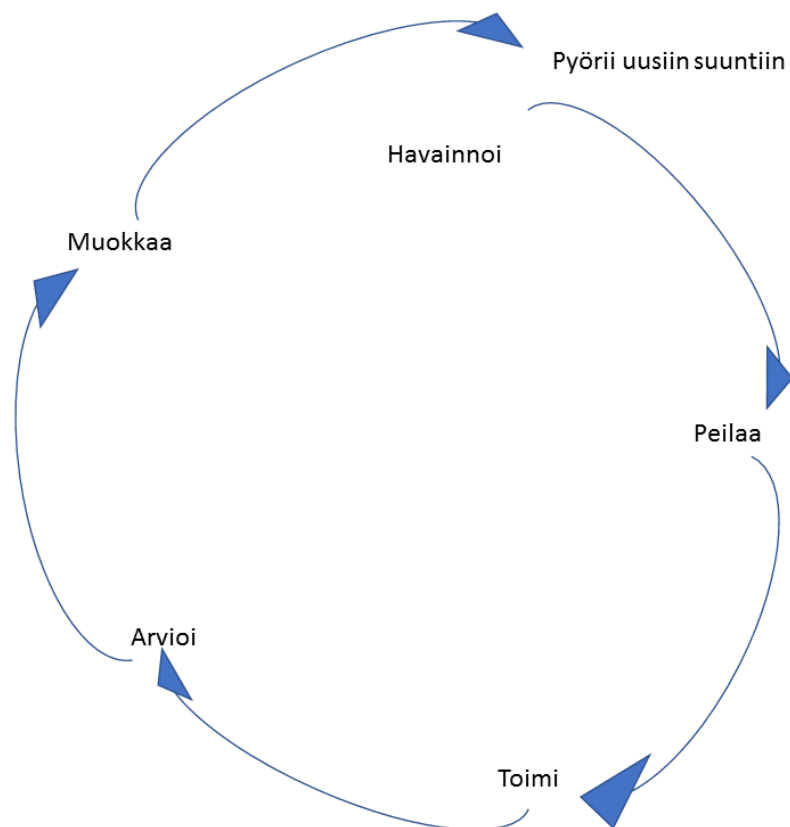 Pyörii uusiin suuntiin
Havainnoi
Muokkaa
Peilaa
Arvioi
Toimi